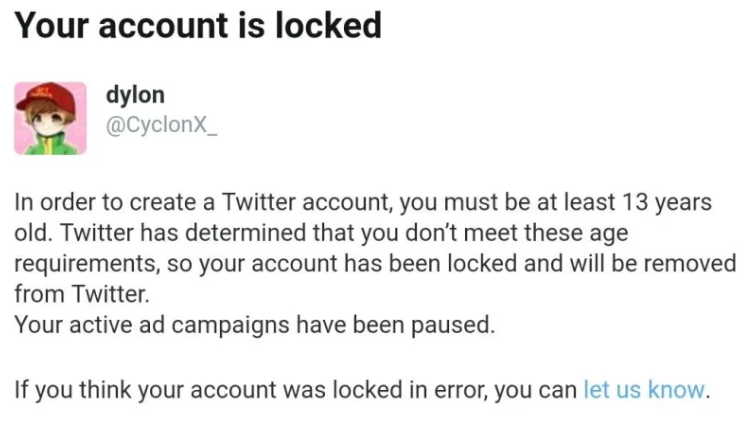 Your account is locked
dylon
@CyclonX_
In order to create a Twitter account, you must be at least 13 years
old. Twitter has determined that you don’t meet these age
requirements, so your account has been locked and will be removed
from Twitter.
Your active ad campaigns have been paused.
If you think your account was locked in error, you can let us know.